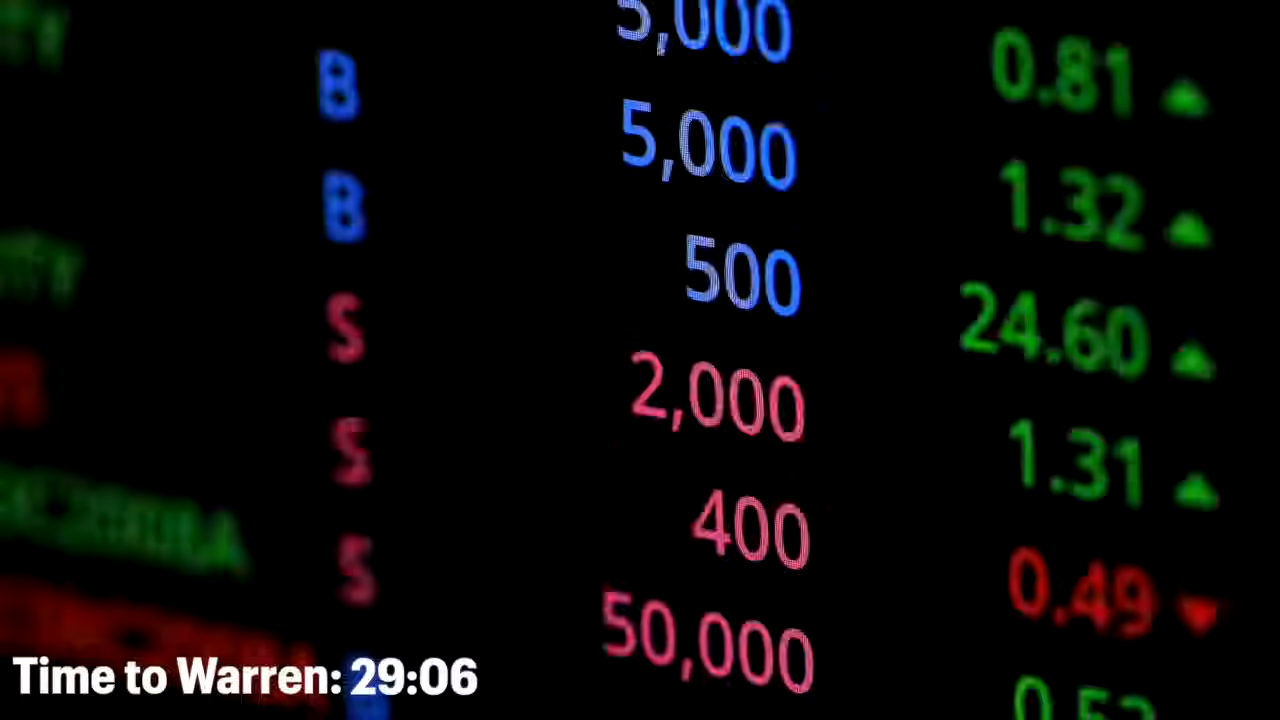 5,000
B 0.81
5,000
B 1.32
500
S 24.60
2,000
S 1.31
400
S 0.49
50,000
Time to Warren: 29:06